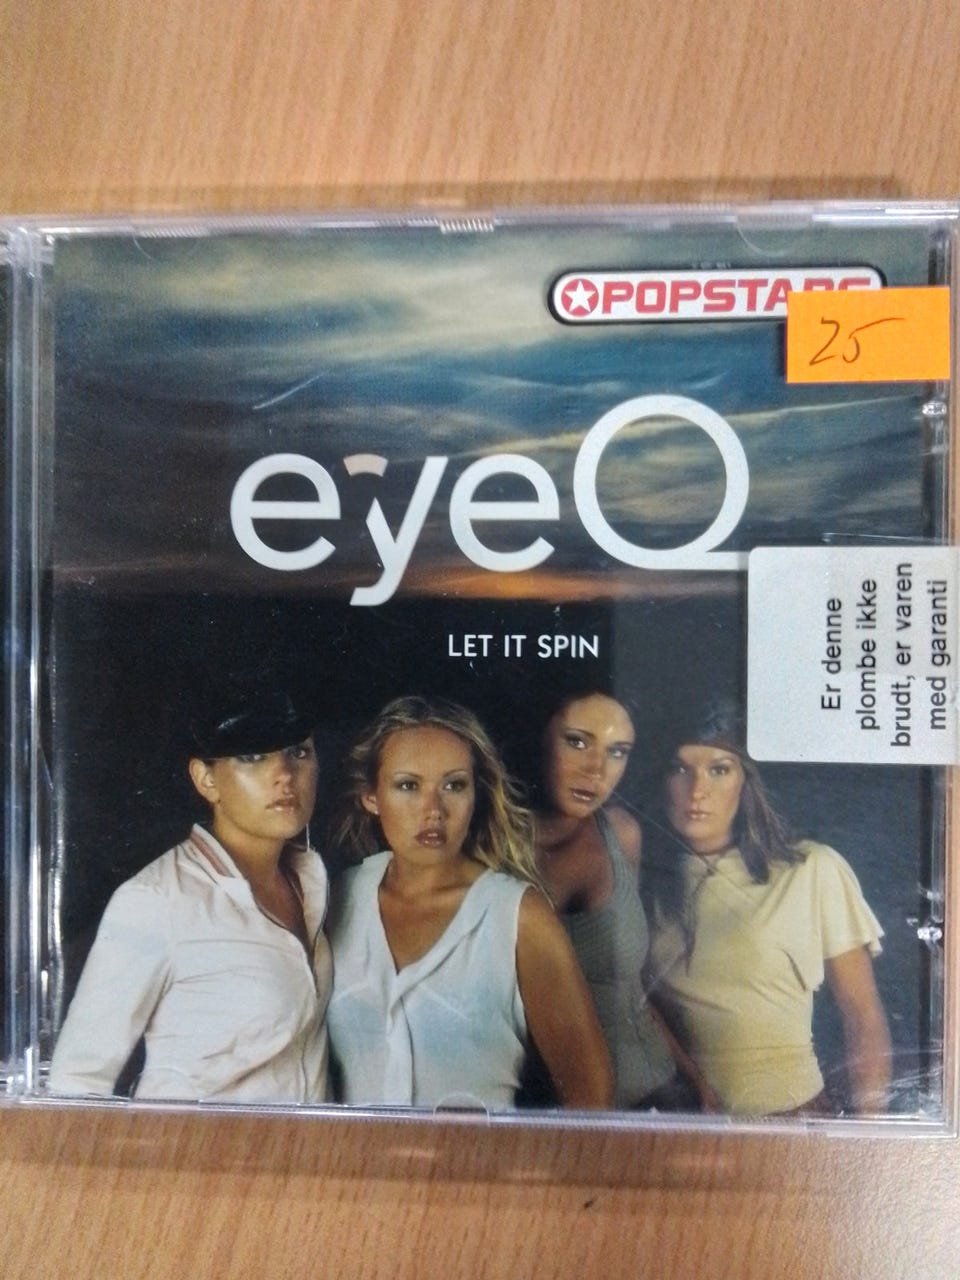 POPSTARS
25
eyeQ
LET IT SPIN
Er denne
plombe ikke
brudt, er varen
med garanti